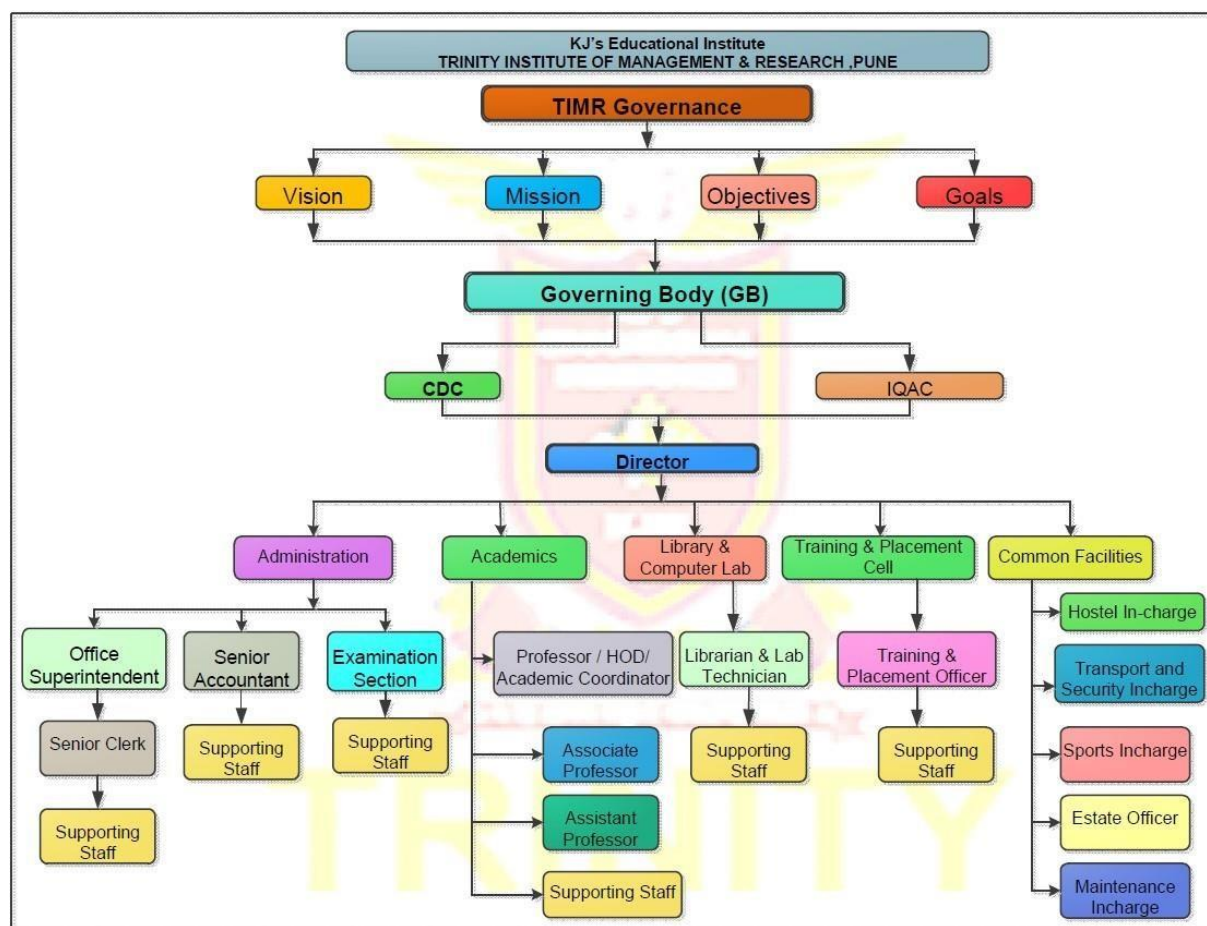 KJ's Educational Institute
TRINITY INSTITUTE OF MANAGEMENT & RESEARCH ,PUNE
TIMR Governance
Vision
Mission
Objectives
Goals
Governing Body (GB)
CDC
IQAC
Director
Administration
Academics
Library &
Computer Lab
Training & Placement
Cell
Common Facilities
Office
Superintendent
Senior
Accountant
Examination
Section
Professor / HOD/
Academic Coordinator
Librarian & Lab
Technician
Training &
Placement Officer
Hostel In-charge
Transport and
Security Incharge
Senior Clerk
Supporting
Staff
Supporting
Staff
Associate
Professor
Supporting
Staff
Supporting
Staff
Sports Incharge
Supporting
Staff
Assistant
Professor
Estate Officer
Supporting Staff
Maintenance
Incharge
TRINITY